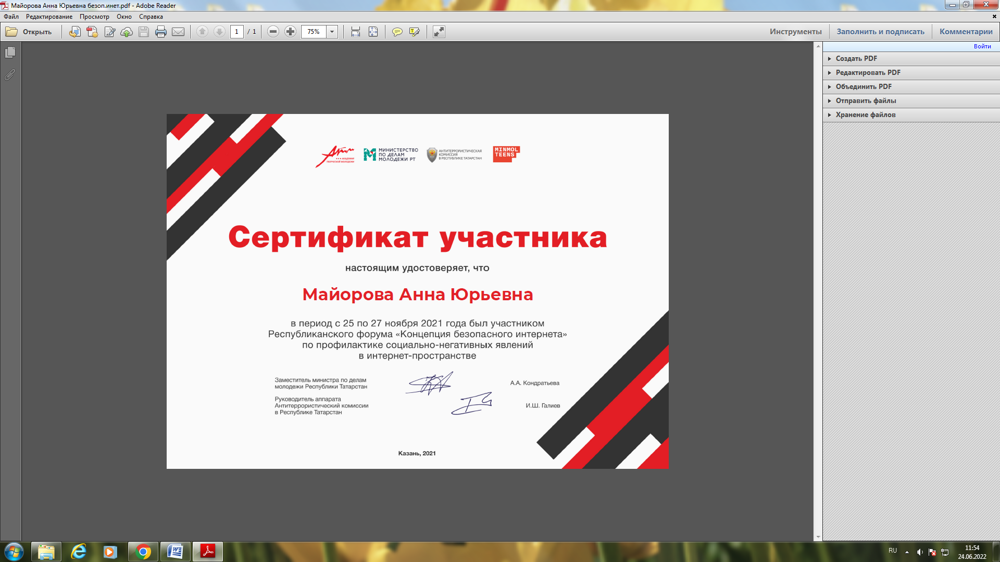 Майорова Анна Юрьевна безоп.инет.pdf - Adobe Reader
Файл Редактирование Просмотр Окно Справка
Открыть 1 / 1 75% Инструменты Заполнить и подписать Комментарии
Войти
Создать PDF
Редактировать PDF
Объединить PDF
Отправить файлы
Хранение файлов
АКАДЕМИЯ
ТВОРЧЕСКОЙ МОЛОДЕЖИ
МИНИСТЕРСТВО
ПО ДЕЛАМ
МОЛОДЕЖИ РТ
АНТИТЕРРОРИСТИЧЕСКАЯ
КОМИССИЯ
В РЕСПУБЛИКЕ ТАТАРСТАН
MINMOL
TEENS
Сертификат участника
настоящим удостоверяет, что
Майорова Анна Юрьевна
в период с 25 по 27 ноября 2021 года был участником
Республиканского форума «Концепция безопасного интернета»
по профилактике социально-негативных явлений
в интернет-пространстве
Заместитель министра по делам
молодежи Республики Татарстан
А.А. Кондратьева
Руководитель аппарата
Антитеррористический комиссии
в Республике Татарстан
И.Ш. Галиев
Казань, 2021
RU
11:54
24.06.2022